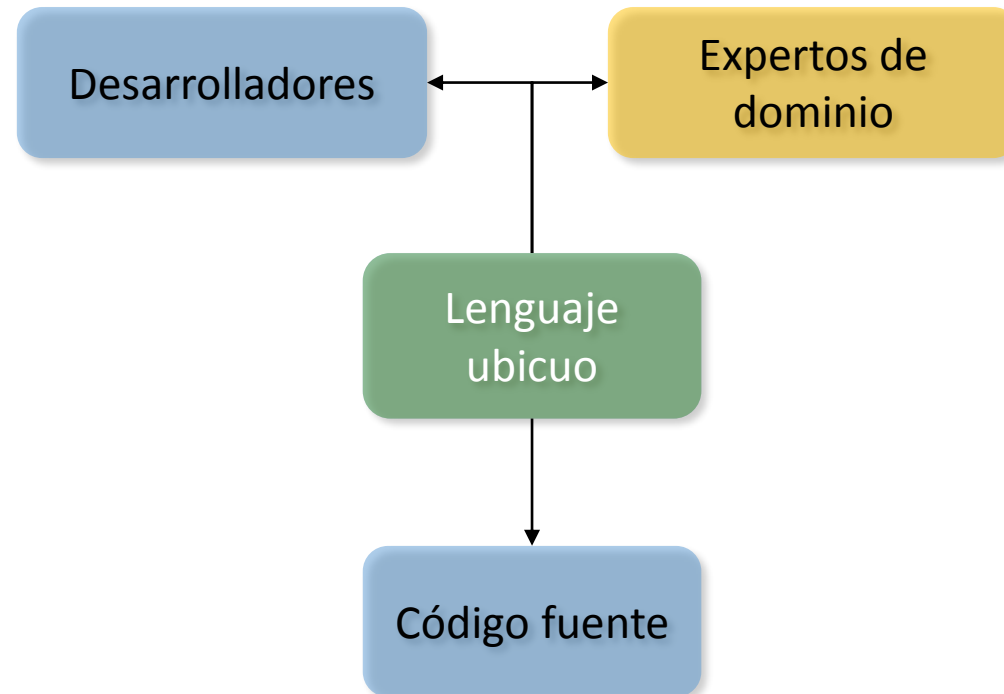 Desarrolladores
Expertos de
dominio
Lenguaje
ubicuo
Código fuente